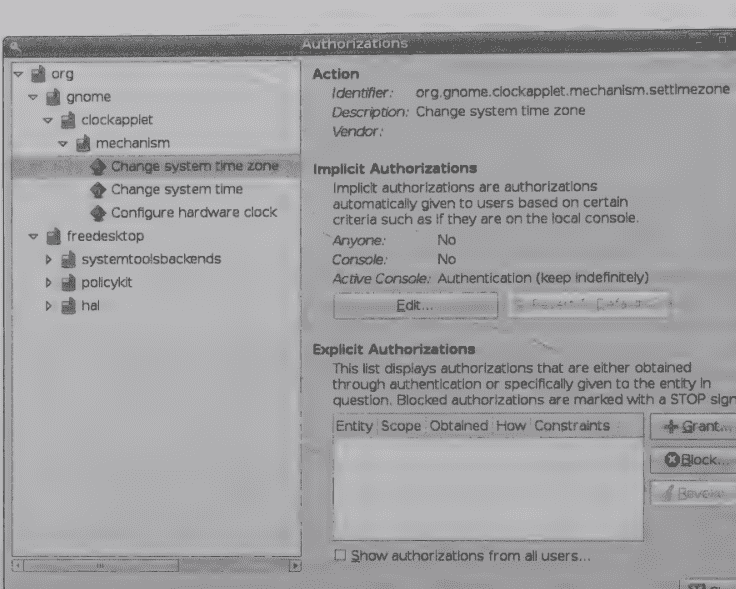 Authorizations
org
gnome
clockapplet
mechanism
Change system time zone
Change system time
Configure hardware clock
freedesktop
systemtoolsbackends
policykit
hal
Action
Identifier: org.gnome.clockapplet.mechanism.settimezone
Description: Change system time zone
Vendor:
Implicit Authorizations
Implicit authorizations are authorizations
automatically given to users based on certain
criteria such as if they are on the local console.
Anyone: No
Console: No
Active Console: Authentication (keep indefinitely)
Edit...
Explicit Authorizations
This list displays authorizations that are either obtained
through authentication or specifically given to the entity in
question. Blocked authorizations are marked with a STOP sign
Entity Scope Obtained How Constraints
Grant...
Block...
Show authorizations from all users...